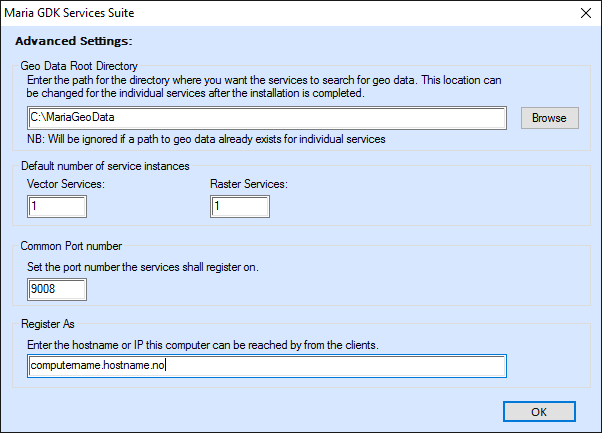 Maria GDK Services Suite
Advanced Settings:
Geo Data Root Directory
Enter the path for the directory where you want the services to search for geo data. This location can
be changed for the individual services after the installation is completed.
C:\MariaGeoData
Browse
NB: Will be ignored if a path to geo data already exists for individual services
Default number of service instances
Vector Services: Raster Services:
1 1
Common Port number
Set the port number the services shall register on.
9008
Register As
Enter the hostname or IP this computer can be reached by from the clients.
computername.hostname.no
OK